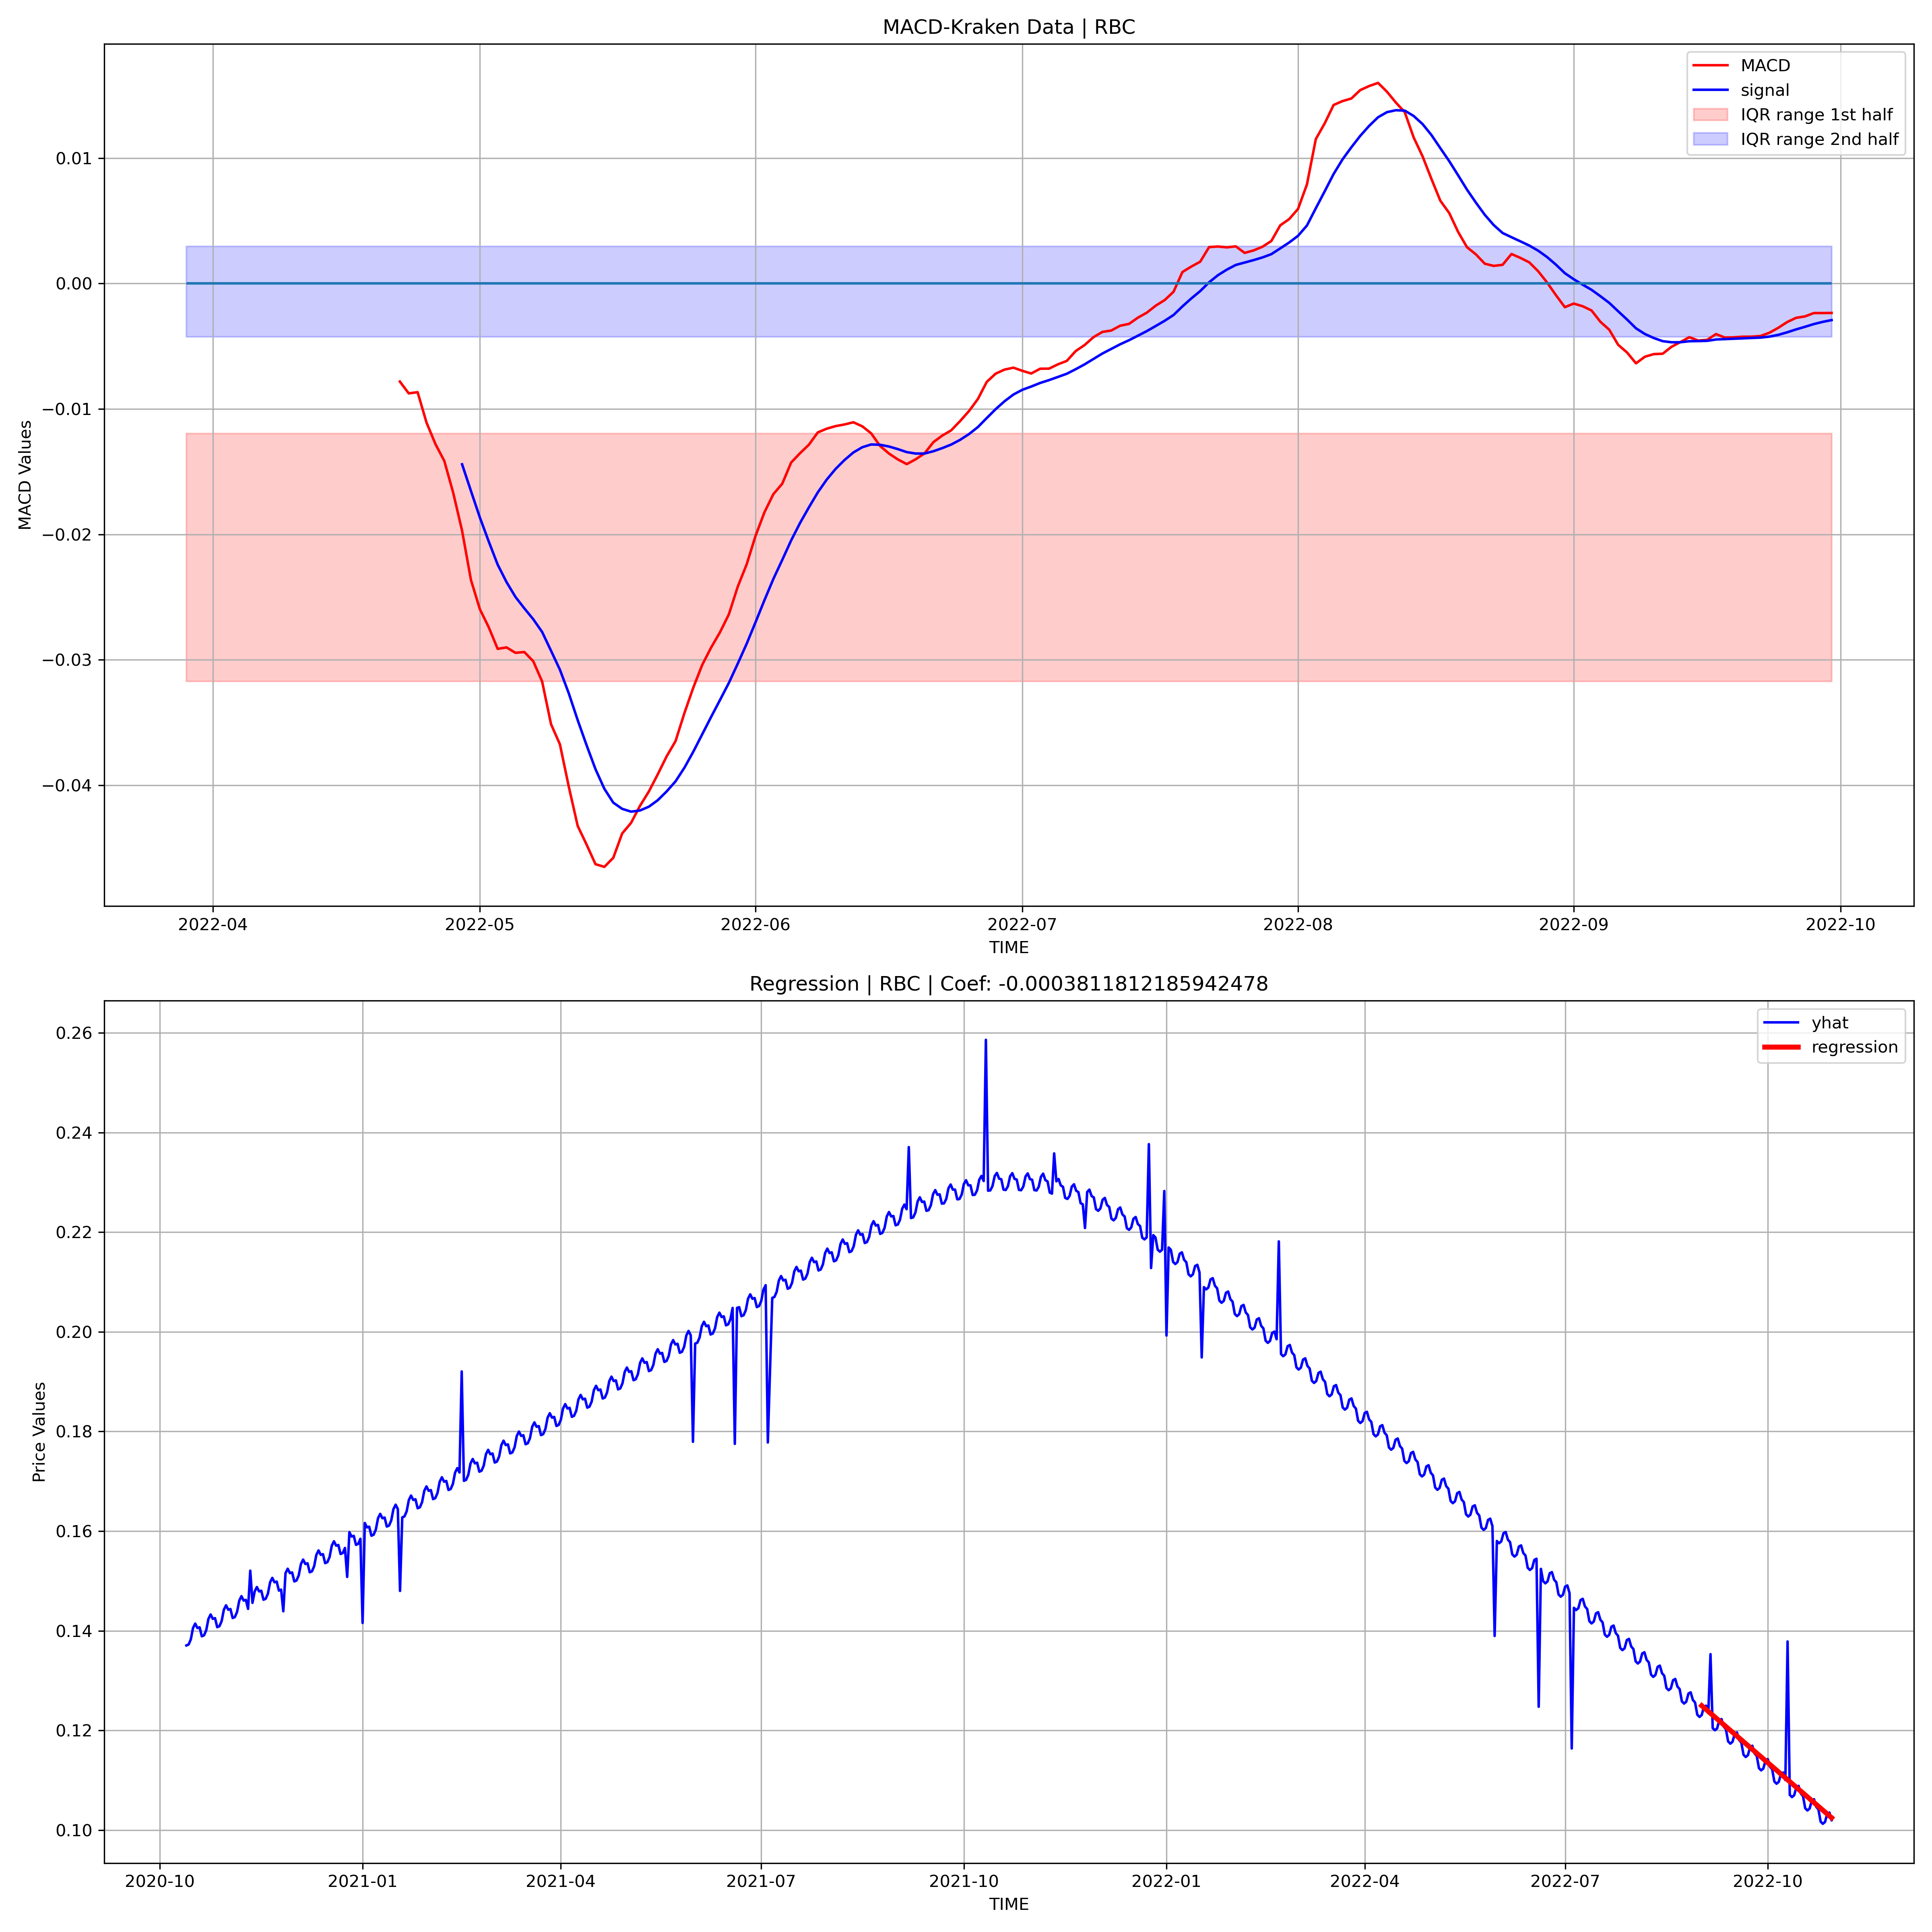 MACD-Kraken Data | RBC
MACD
signal
IQR range 1st half
IQR range 2nd half
0.01
0.00
−0.01
−0.02
−0.03
−0.04
MACD Values
2022-04 2022-05 2022-06 2022-07 2022-08 2022-09 2022-10
TIME
Regression | RBC | Coef: -0.0003811812185942478
yhat
regression
0.26
0.24
0.22
0.20
0.18
0.16
0.14
0.12
0.10
Price Values
2020-10 2021-01 2021-04 2021-07 2021-10 2022-01 2022-04 2022-07 2022-10
TIME